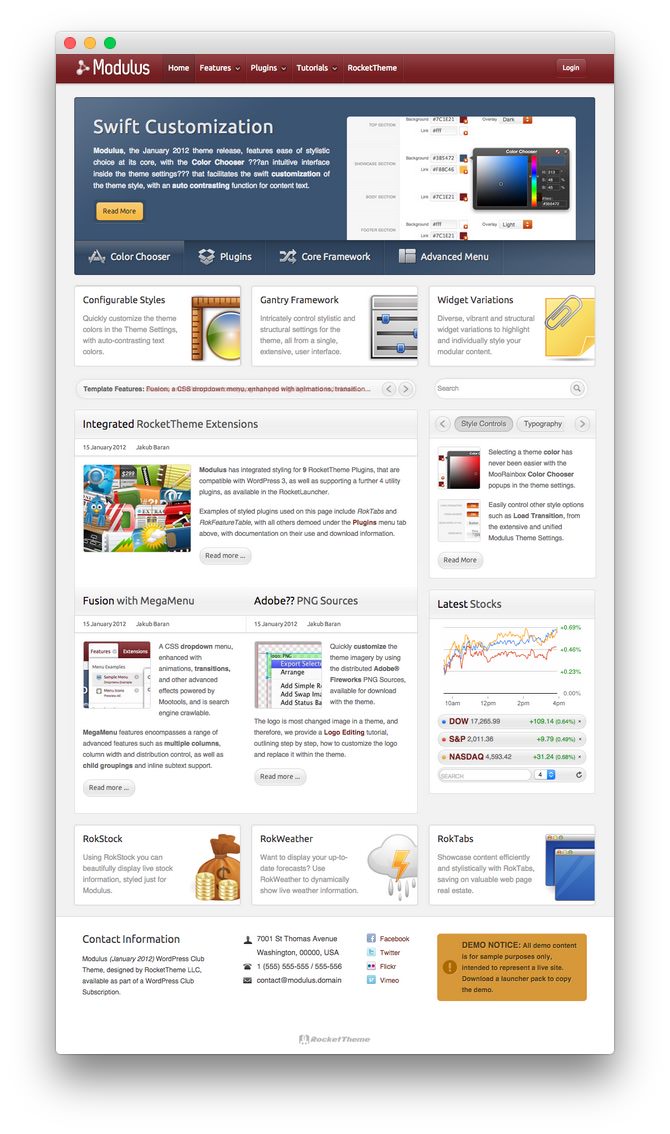 Modulus
Home Features Plugins Tutorials RocketTheme Login
Swift Customization
Modulus, the January 2012 theme release, features ease of stylistic
choice at its core, with the Color Chooser ???an intuitive interface
inside the theme settings??? that facilitates the swift customization of
the theme style, with an auto contrasting function for content text.
Read More
TOP SECTION Background #7C1E21 Overlay Dark
Link #fff
SHOWCASE SECTION Background #385472
Link #F88C46
BODY SECTION Link #7C1E21
FOOTER SECTION Background #fff Overlay Light
Link #7C1E21
Color Chooser
Color Chooser Plugins Core Framework Advanced Menu
Configurable Styles
Quickly customize the theme
colors in the Theme Settings,
with auto-contrasting text
colors.
Gantry Framework
Intricately control stylistic and
structural settings for the
theme, all from a single,
extensive, user interface.
Widget Variations
Diverse, vibrant and structural
widget variations to highlight
and individually style your
modular content.
Template Features: Fusion, a CSS dropdown menu, enhanced with animations, transition...
Search
Integrated RocketTheme Extensions
15 January 2012 Jakub Baran
$299
Modulus has integrated styling for 9 RocketTheme Plugins, that are
compatible with WordPress 3, as well as supporting a further 4 utility
plugins, as available in the RocketLauncher.
Examples of styled plugins used on this page include RokTabs and
RokFeatureTable, with all others demoed under the Plugins menu tab
above, with documentation on their use and download information.
Read more ...
Style Controls Typography
Selecting a theme color has
never been easier with the
MooRainbox Color Chooser
popups in the theme settings.
Easily control other style options
such as Load Transition, from
the extensive and unified
Modulus Theme Settings.
Read More
Fusion with MegaMenu
15 January 2012 Jakub Baran
Features Extensions
Menu Examples
Sample Menu
Menu Icons
A CSS dropdown menu,
enhanced with
animations, transitions,
and other advanced
effects powered by
Mootools, and is search
engine crawlable.
MegaMenu features encompasses a range of
advanced features such as multiple columns,
column width and distribution control, as well as
child groupings and inline subtext support.
Read more ...
Adobe?? PNG Sources
15 January 2012 Jakub Baran
logo: PNG
Export Selec
Arrange
Add Simple R
Add Swap Im
Add Status Ba
Quickly customize the
theme imagery by using
the distributed Adobe®
Fireworks PNG Sources,
available for download
with the theme.
The logo is most changed image in a theme, and
therefore, we provide a Logo Editing tutorial,
outlining step by step, how to customize the logo
and replace it within the theme.
Read more ...
Latest Stocks
+0.69%
+0.46%
+0.23%
0.00%
10am 12pm 2pm 4pm
DOW 17,265.99 +109.14 (0.64%) ×
S&P 2,011.36 +9.79 (0.49%) ×
NASDAQ 4,593.42 +31.24 (0.68%) ×
SEARCH 4
RokStock
Using RokStock you can
beautifully display live stock
information, styled just for
Modulus.
RokWeather
Want to display your up-to-
date forecasts? Use
RokWeather to dynamically
show live weather information.
RokTabs
Showcase content efficiently
and stylistically with RokTabs,
saving on valuable web page
real estate.
Contact Information
Modulus (January 2012) WordPress Club
Theme, designed by RocketTheme LLC,
available as part of a WordPress Club
Subscription.
7001 St Thomas Avenue
Washington, 00000, USA
1 (555) 555-555 / 555-556
contact@modulus.domain
Facebook
Twitter
Flickr
Vimeo
DEMO NOTICE: All demo content
is for sample purposes only,
intended to represent a live site.
Download a launcher pack to copy
the demo.
RocketTheme